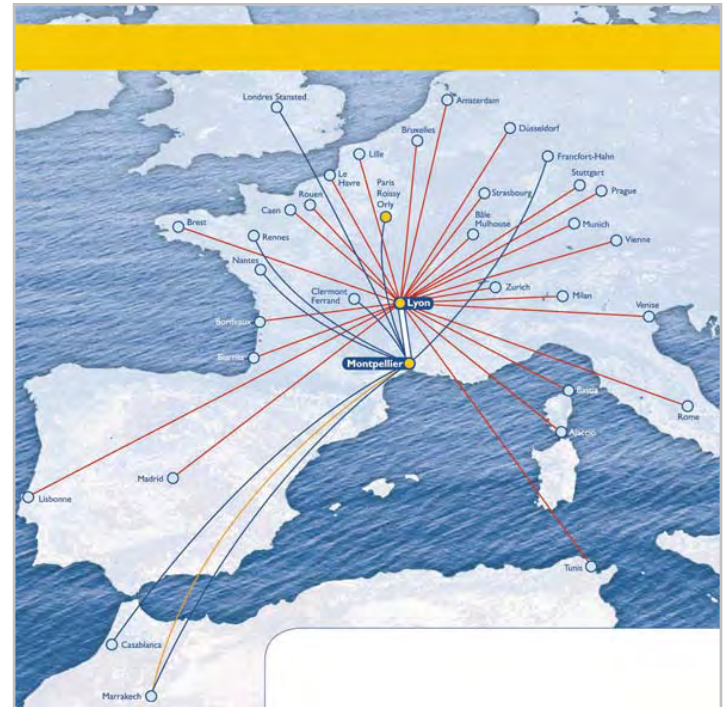 Londres Stansted
Amsterdam
Bruxelles
Düsseldorf
Lille
Francfort-Hahn
Le
Havre
Paris
Roissy
Orly
Stuttgart
Prague
Rouen
Caen
Strasbourg
Bâle
Mulhouse
Munich
Brest
Rennes
Vienne
Nantes
Clermont
Ferrand
Zurich
Milan
Lyon
Venise
Bordeaux
Biarritz
Montpellier
Bastia
Rome
Ajaccio
Madrid
Lisbonne
Tunis
Casablanca
Marrakech